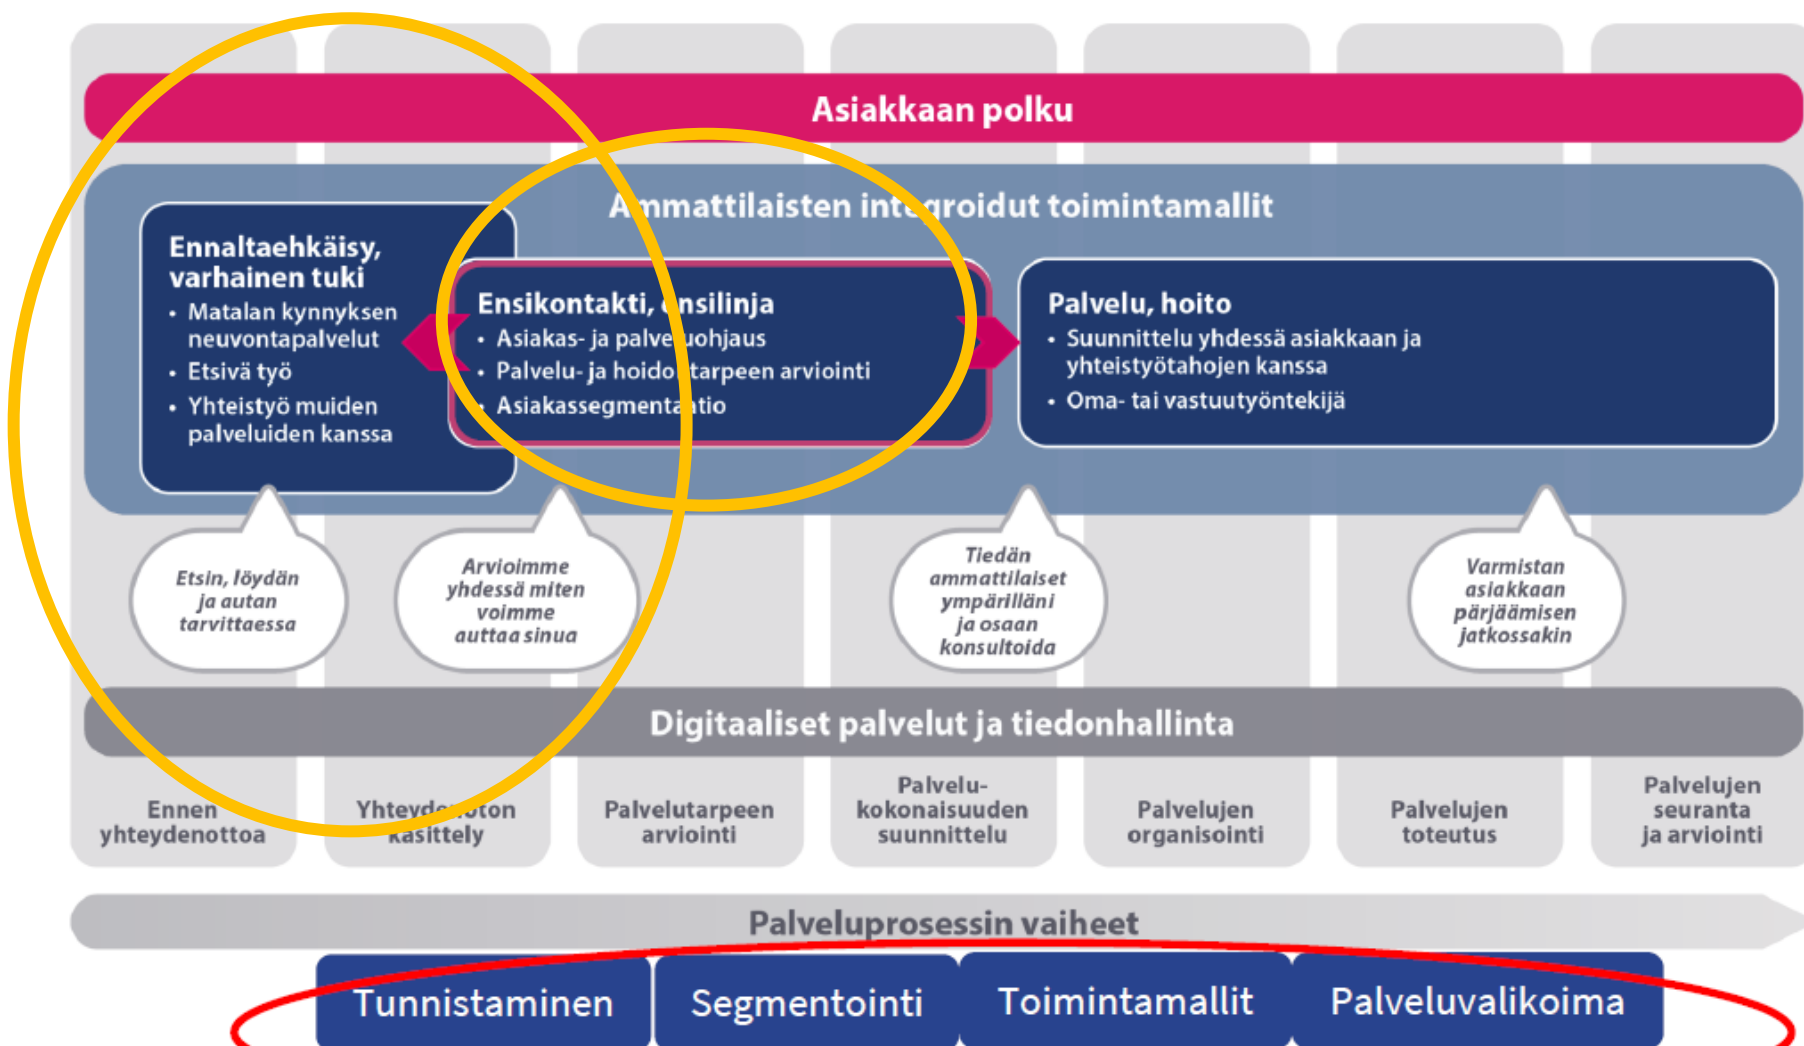 Asiakkaan polku
Ammattilaisten integroidut toimintamallit
Ennaltaehkäisy,
varhainen tuki
• Matalan kynnyksen
neuvontapalvelut
• Etsivä työ
• Yhteistyö muiden
palveluiden kanssa
Ensikontakti, ensilinja
• Asiakas- ja palveluohjaus
• Palvelu- ja hoidon tarpeen arviointi
• Asiakassegmentaatio
Palvelu, hoito
• Suunnittelu yhdessä asiakkaan ja
yhteistyötahojen kanssa
• Oma- tai vastuutyöntekijä
Etsin, löydän
ja autan
tarvittaessa
Arvioimme
yhdessä miten
voimme
auttaa sinua
Tiedän
ammattilaiset
ympärilläni
ja osaan
konsultoida
Varmistan
asiakkaan
pärjäämisen
jatkossakin
Digitaaliset palvelut ja tiedonhallinta
Ennen
yhteydenottoa
Yhteydenoton
käsittely
Palvelutarpeen
arviointi
Palvelu-
kokonaisuuden
suunnittelu
Palvelujen
organisointi
Palvelujen
toteutus
Palvelujen
seuranta
ja arviointi
Palveluprosessin vaiheet
Tunnistaminen
Segmentointi
Toimintamallit
Palveluvalikoima